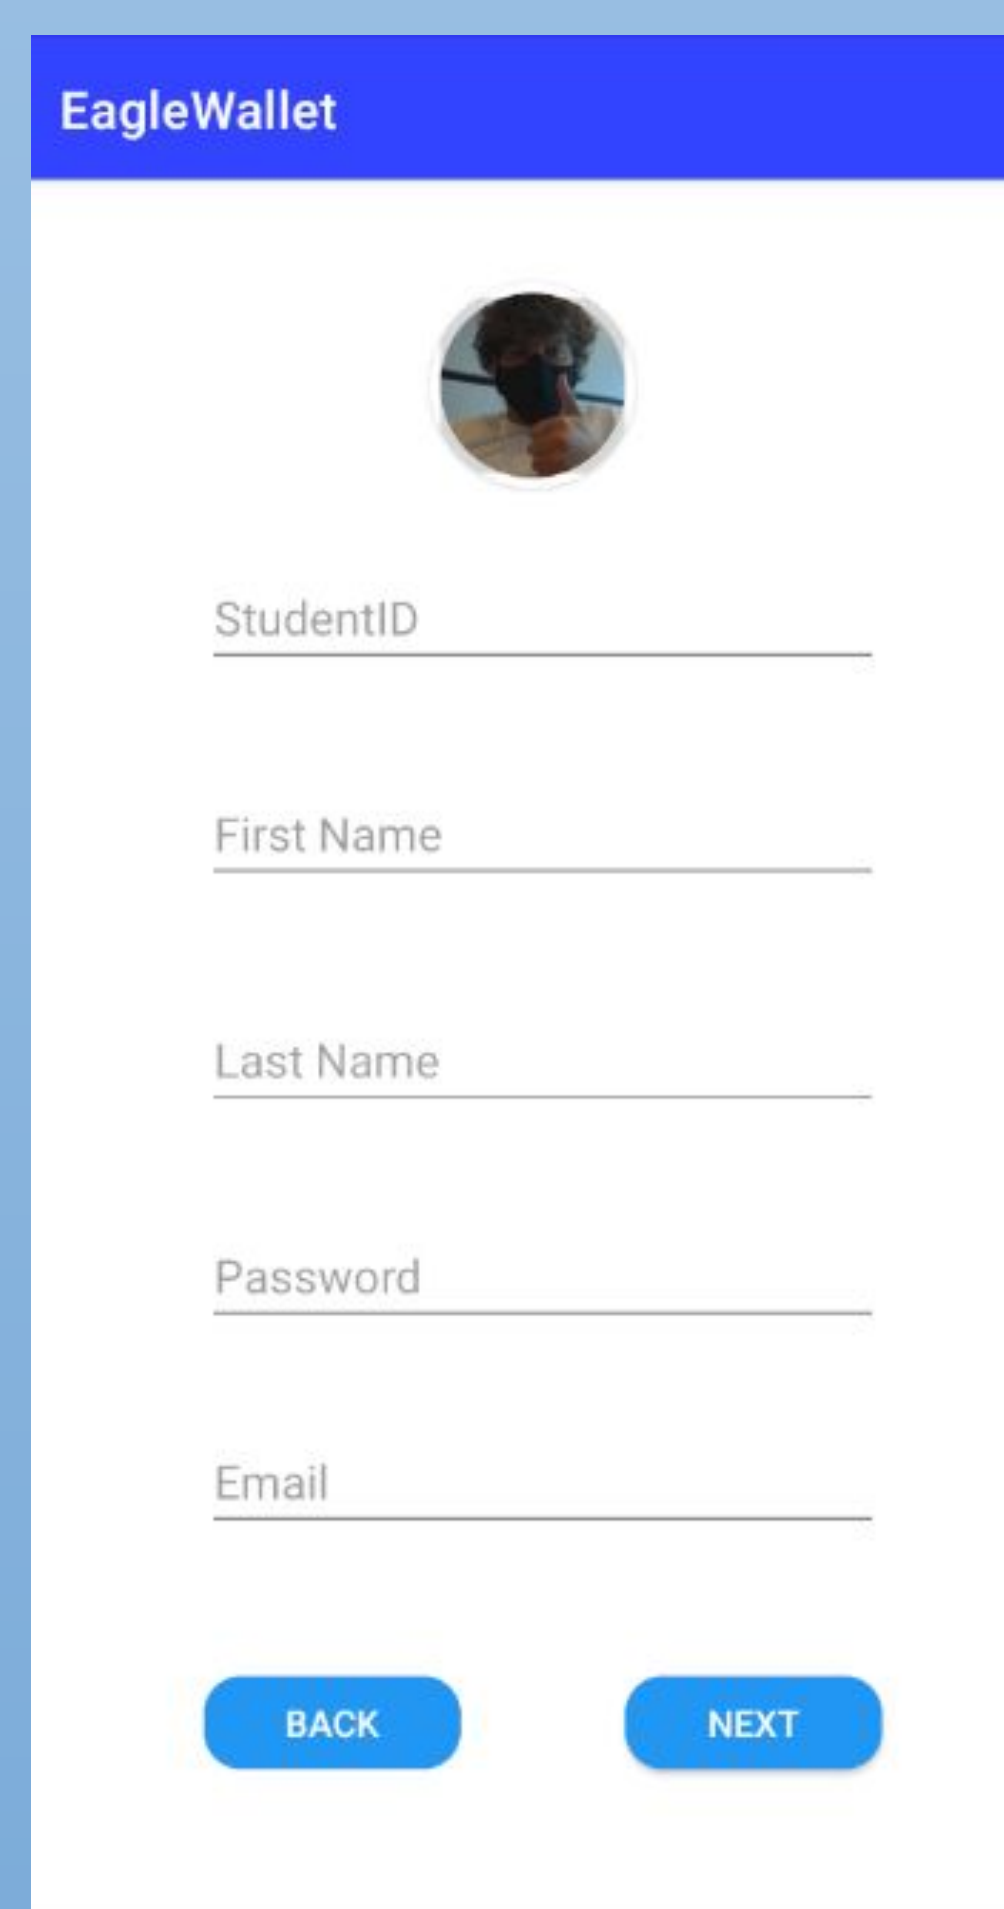 EagleWallet
StudentID
First Name
Last Name
Password
Email
BACK
NEXT